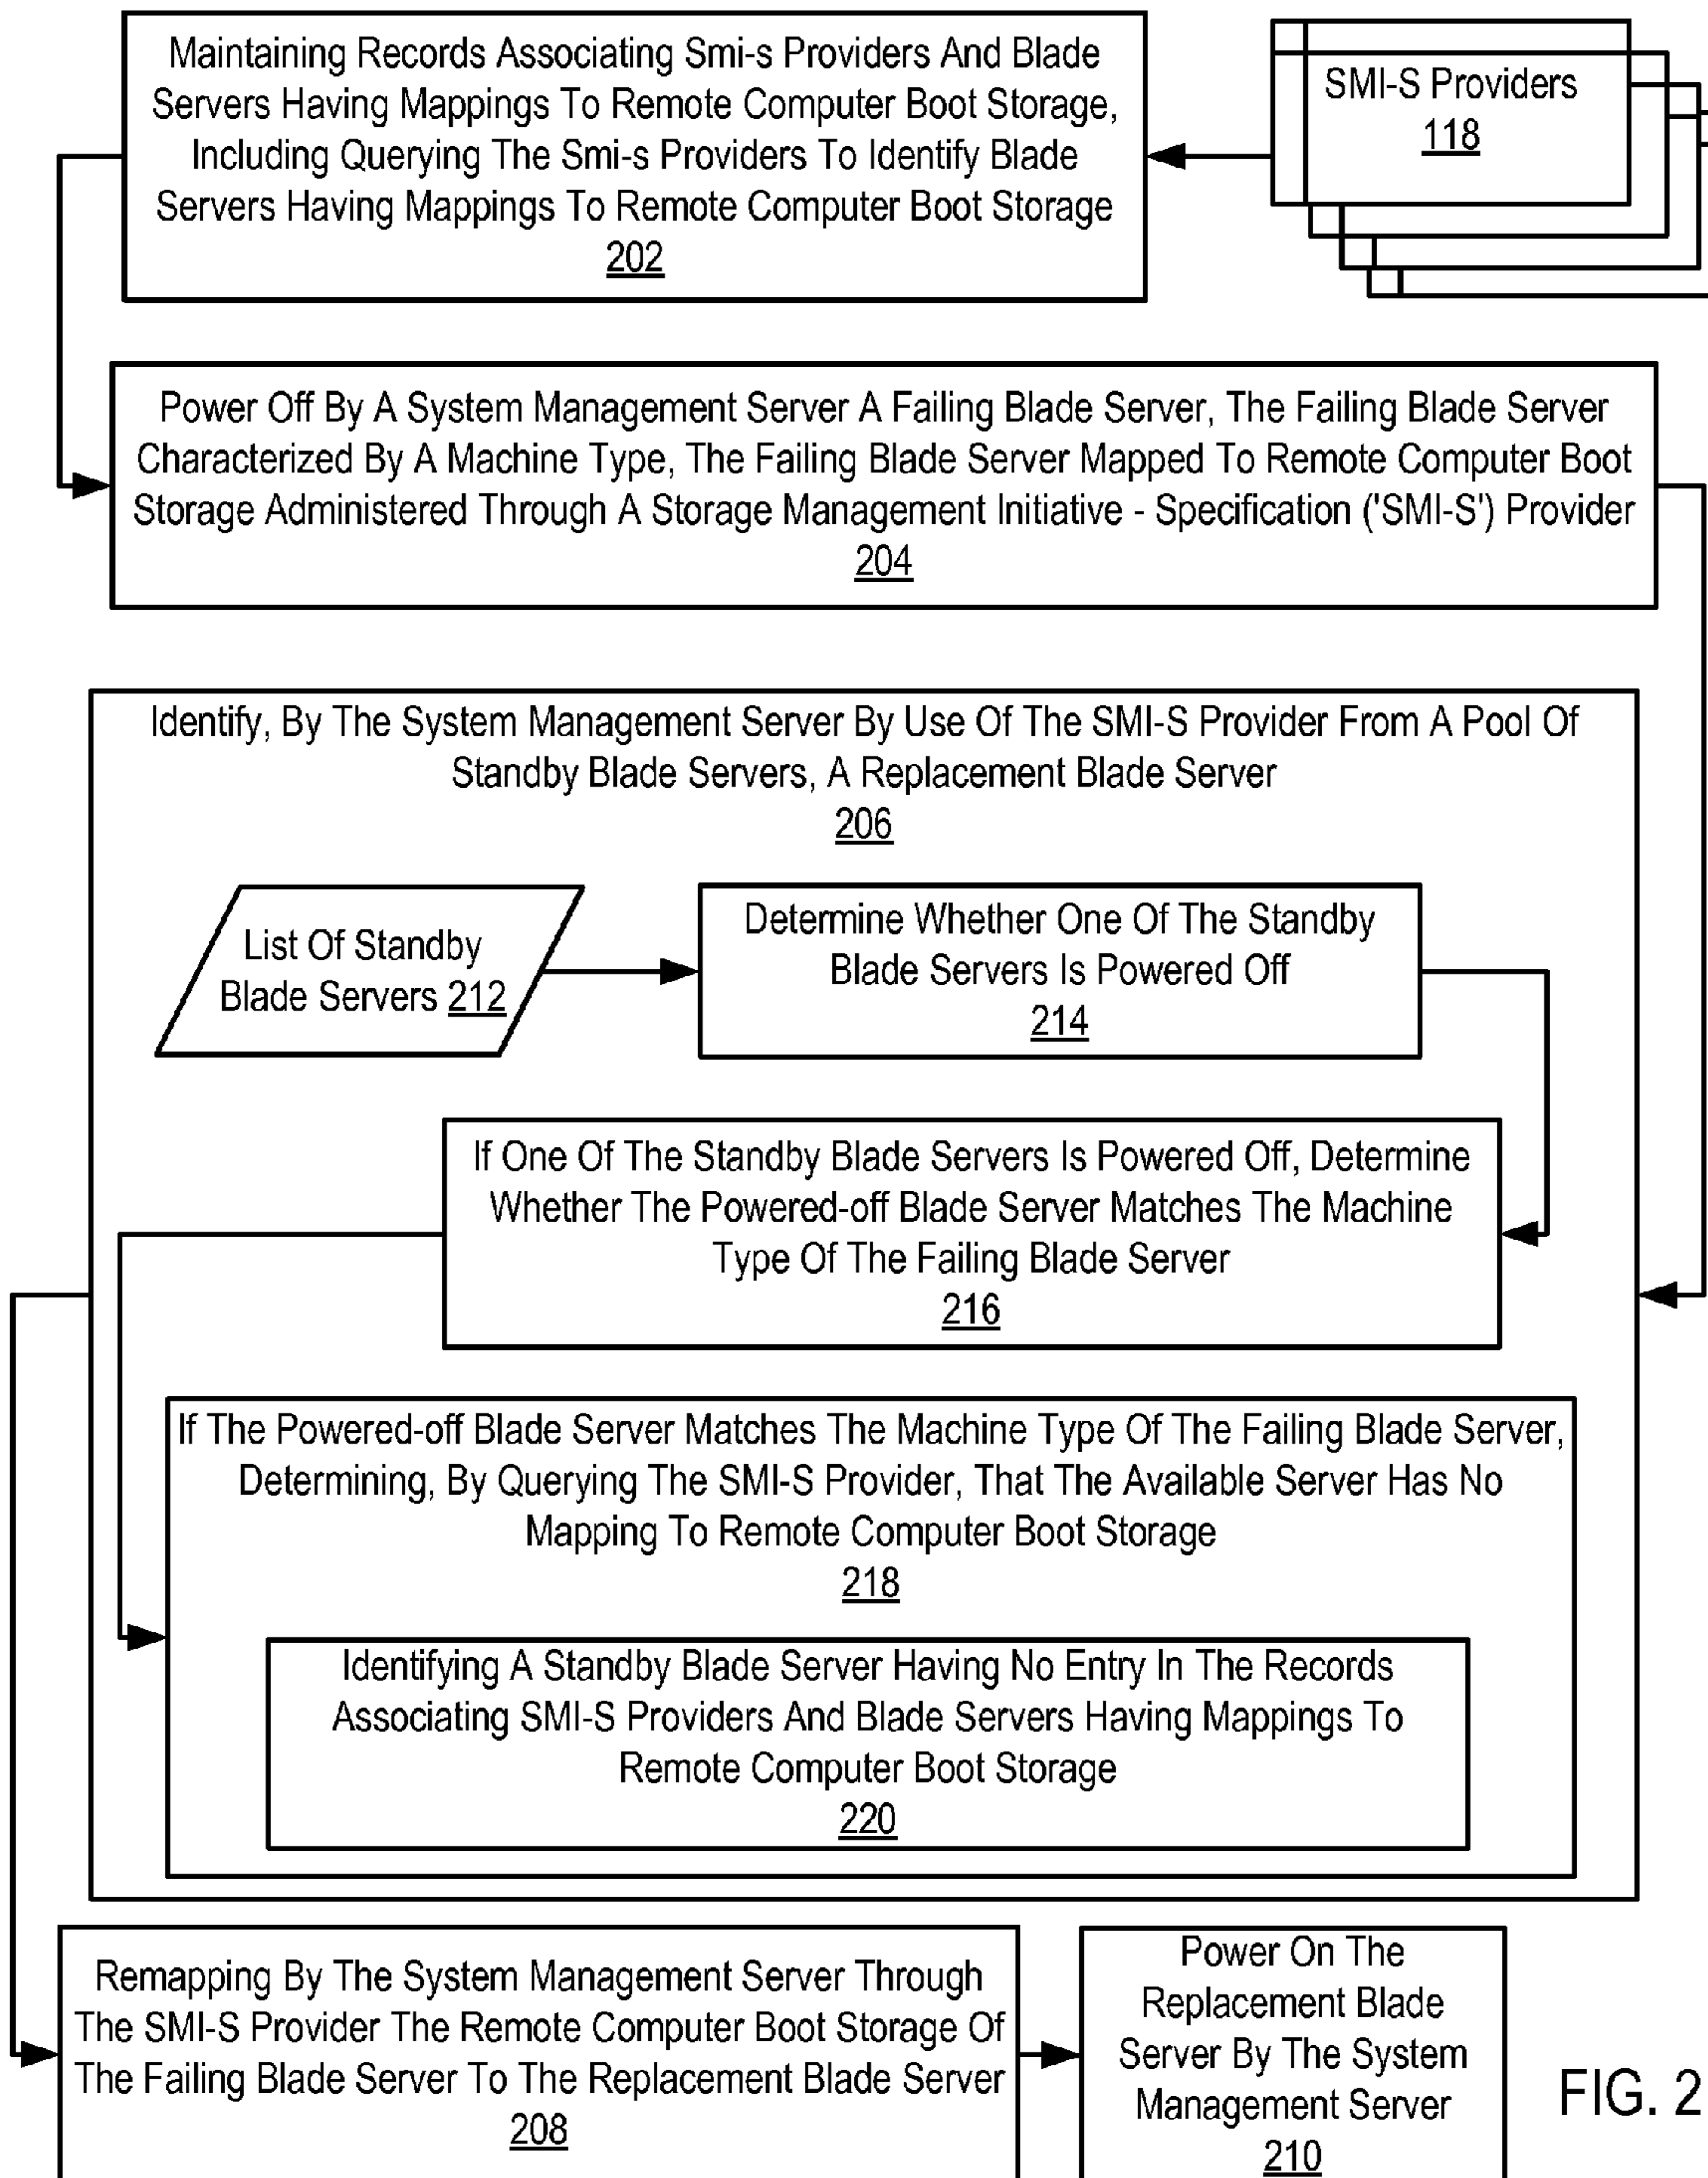 Maintaining Records Associating Smi-s Providers And Blade
Servers Having Mappings To Remote Computer Boot Storage,
Including Querying The Smi-s Providers To Identify Blade
Servers Having Mappings To Remote Computer Boot Storage
202
SMI-S Providers
118
Power Off By A System Management Server A Failing Blade Server, The Failing Blade Server
Characterized By A Machine Type, The Failing Blade Server Mapped To Remote Computer Boot
Storage Administered Through A Storage Management Initiative - Specification ('SMI-S') Provider
204
Identify, By The System Management Server By Use Of The SMI-S Provider From A Pool Of
Standby Blade Servers, A Replacement Blade Server
206
List Of Standby
Blade Servers 212
Determine Whether One Of The Standby
Blade Servers Is Powered Off
214
If One Of The Standby Blade Servers Is Powered Off, Determine
Whether The Powered-off Blade Server Matches The Machine
Type Of The Failing Blade Server
216
If The Powered-off Blade Server Matches The Machine Type Of The Failing Blade Server,
Determining, By Querying The SMI-S Provider, That The Available Server Has No
Mapping To Remote Computer Boot Storage
218
Identifying A Standby Blade Server Having No Entry In The Records
Associating SMI-S Providers And Blade Servers Having Mappings To
Remote Computer Boot Storage
220
Remapping By The System Management Server Through
The SMI-S Provider The Remote Computer Boot Storage Of
The Failing Blade Server To The Replacement Blade Server
208
Power On The
Replacement Blade
Server By The System
Management Server
210
FIG. 2